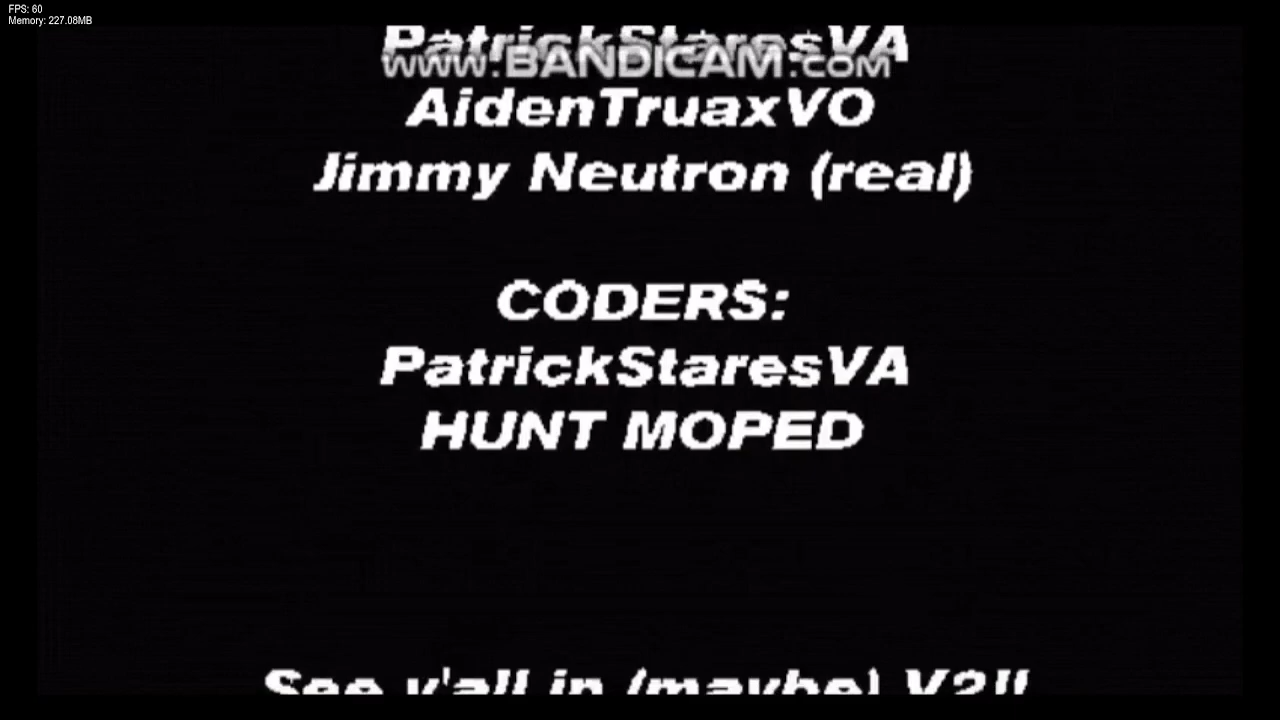 FPS: 60
Memory: 227.08MB
PatrickStaresVA
www.BANDICAM.com
AidenTruaxVO
Jimmy Neutron (real)
CODERS:
PatrickStaresVA
HUNT MOPED
See y'all in (maybe) V2!!